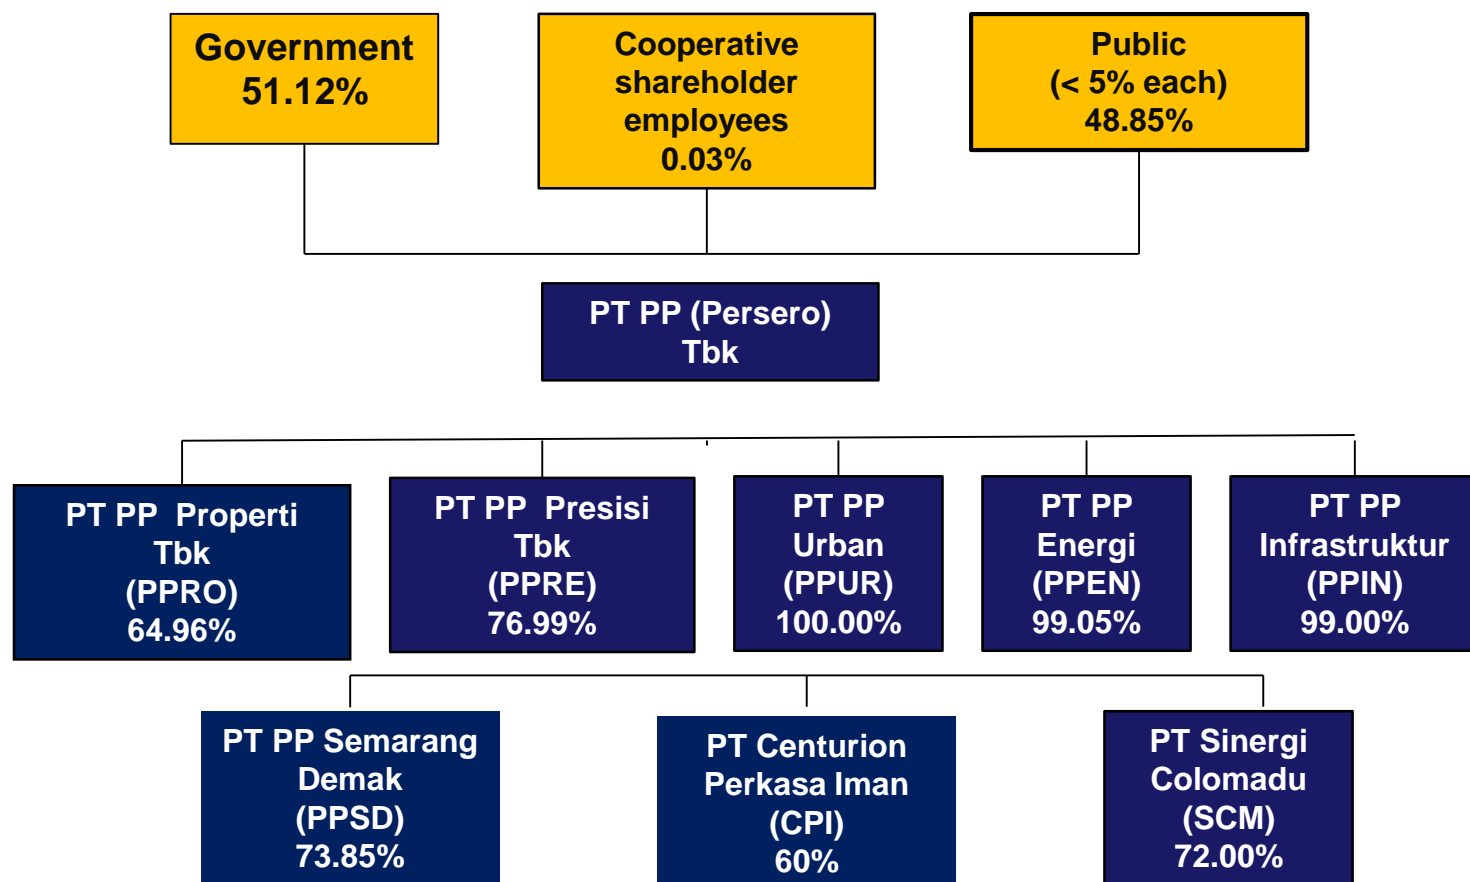 Government
51.12%
Cooperative
shareholder
employees
0.03%
Public
(< 5% each)
48.85%
PT PP (Persero)
Tbk
PT PP Properti
Tbk
(PPRO)
64.96%
PT PP Presisi
Tbk
(PPRE)
76.99%
PT PP
Urban
(PPUR)
100.00%
PT PP
Energi
(PPEN)
99.05%
PT PP
Infrastruktur
(PPIN)
99.00%
PT PP Semarang
Demak
(PPSD)
73.85%
PT Centurion
Perkasa Iman
(CPI)
60%
PT Sinergi
Colomadu
(SCM)
72.00%